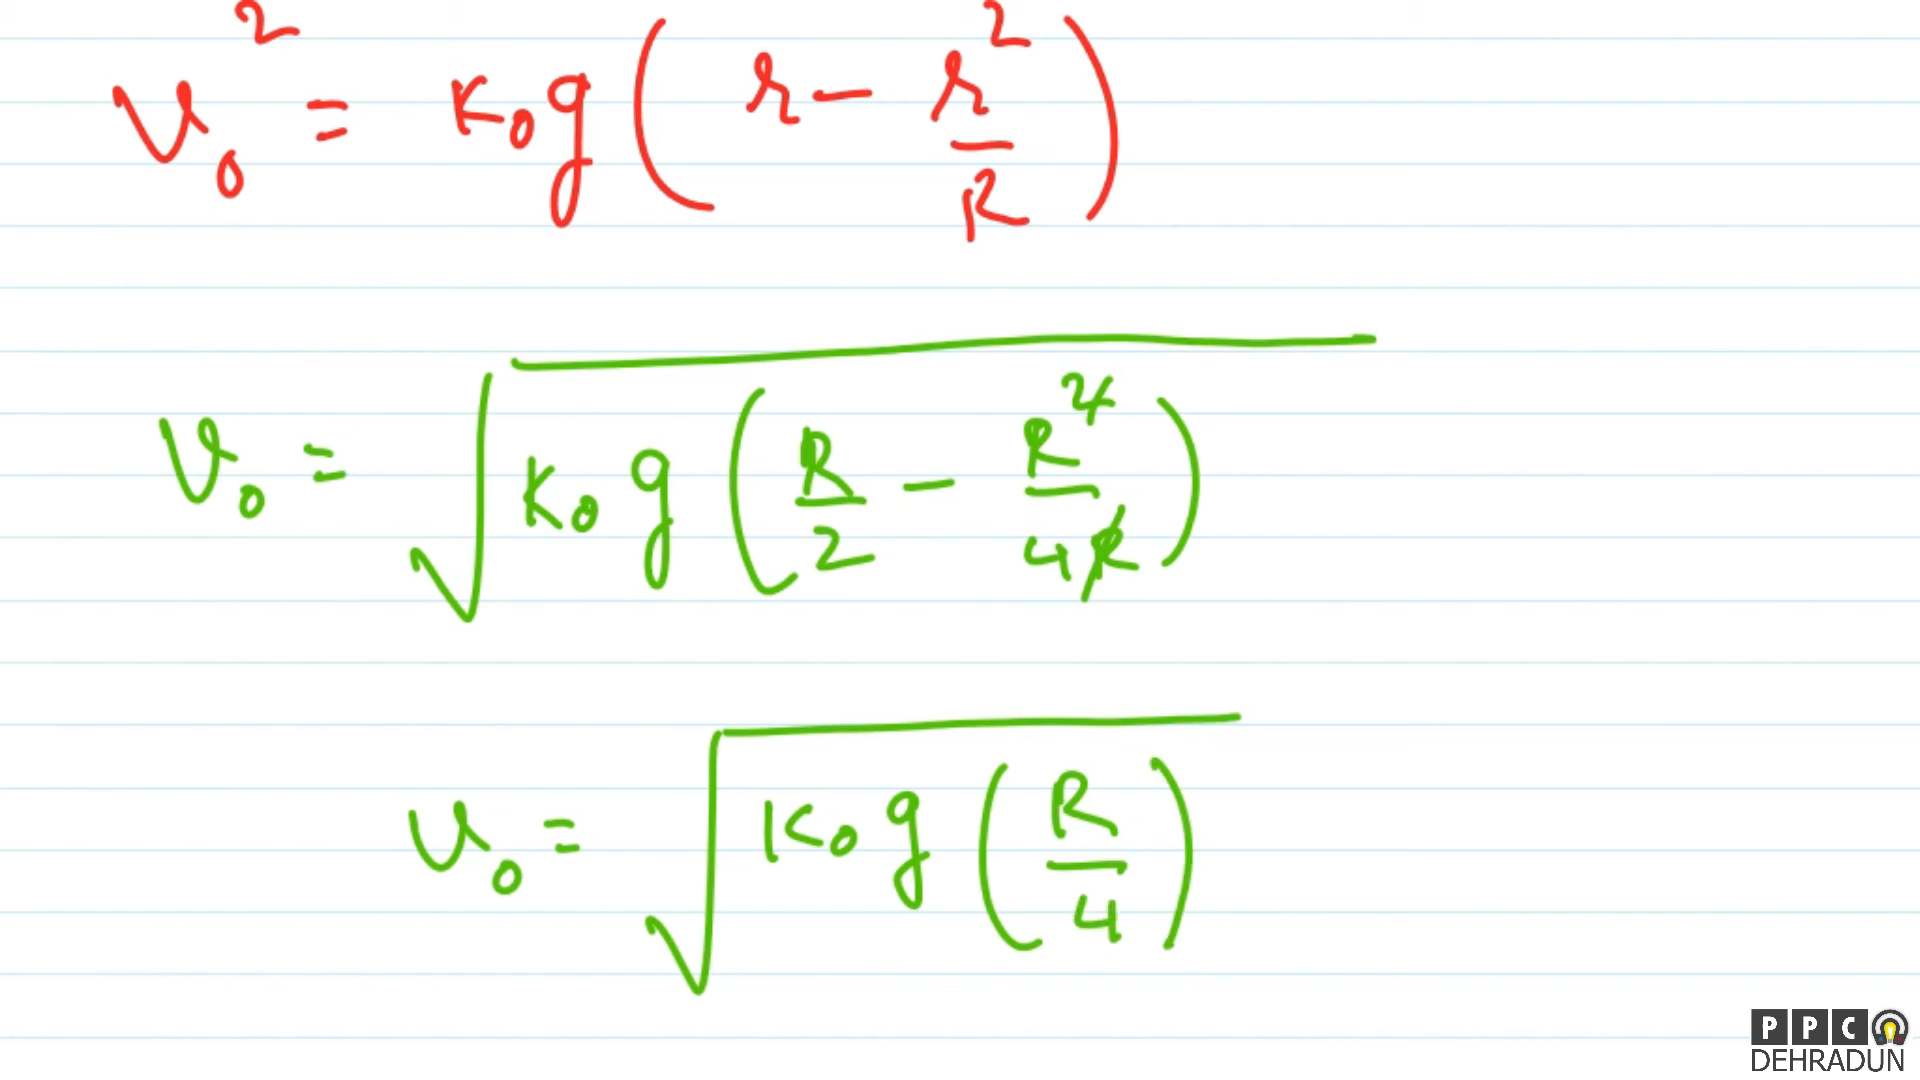 v₀² = K₀g ( r − r²/R )
v₀ = √( K₀g ( R/2 − R²/4R ) )
v₀ = √( K₀g ( R/4 ) )
PPC
DEHRADUN